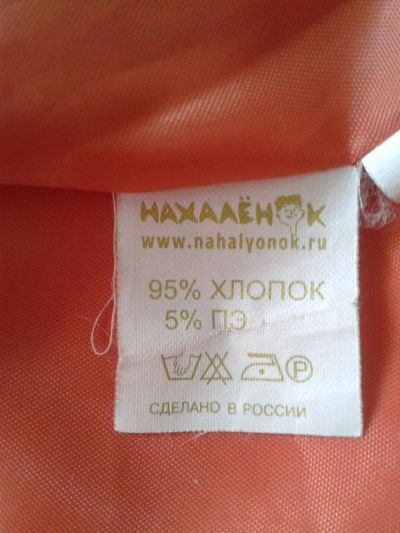 НАХАЛЁНОК
www.nahalyonok.ru
95% ХЛОПОК
5% ПЭ
P
СДЕЛАНО В РОССИИ